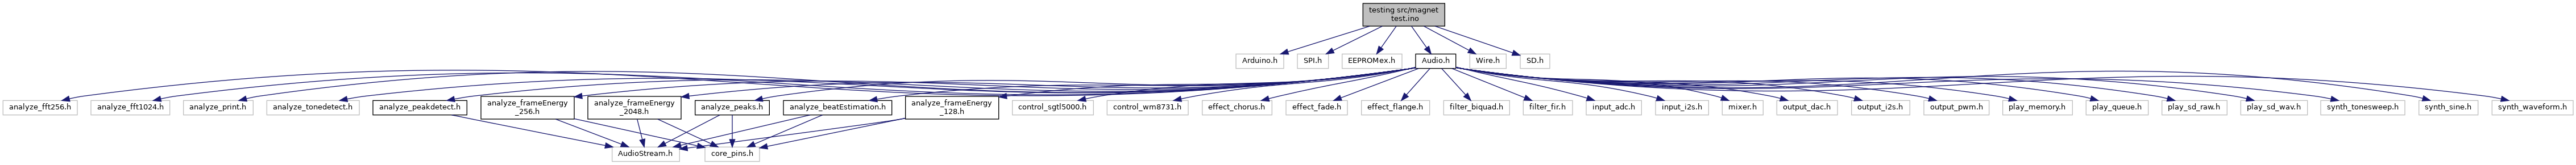 testing src/magnet
test.ino
Arduino.h
SPI.h
EEPROMex.h
Audio.h
Wire.h
SD.h
analyze_fft256.h
analyze_fft1024.h
analyze_print.h
analyze_tonedetect.h
analyze_peakdetect.h
analyze_frameEnergy
_256.h
analyze_frameEnergy
_2048.h
analyze_peaks.h
analyze_beatEstimation.h
analyze_frameEnergy
_128.h
control_sgtl5000.h
control_wm8731.h
effect_chorus.h
effect_fade.h
effect_flange.h
filter_biquad.h
filter_fir.h
input_adc.h
input_i2s.h
mixer.h
output_dac.h
output_i2s.h
output_pwm.h
play_memory.h
play_queue.h
play_sd_raw.h
play_sd_wav.h
synth_tonesweep.h
synth_sine.h
synth_waveform.h
AudioStream.h
core_pins.h